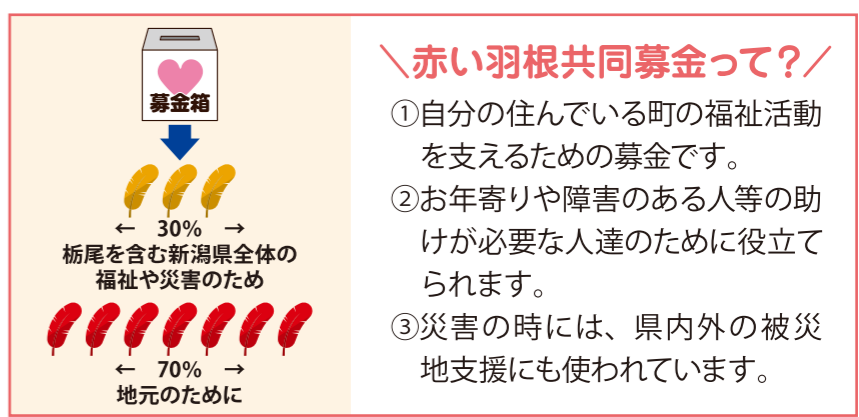 募金箱
← 30% →
栃尾を含む新潟県全体の
福祉や災害のため
← 70% →
地元のために
＼赤い羽根共同募金って？／
①自分の住んでいる町の福祉活動
を支えるための募金です。
②お年寄りや障害のある人等の助
けが必要な人達のために役立て
られます。
③災害の時には、県内外の被災
地支援にも使われています。